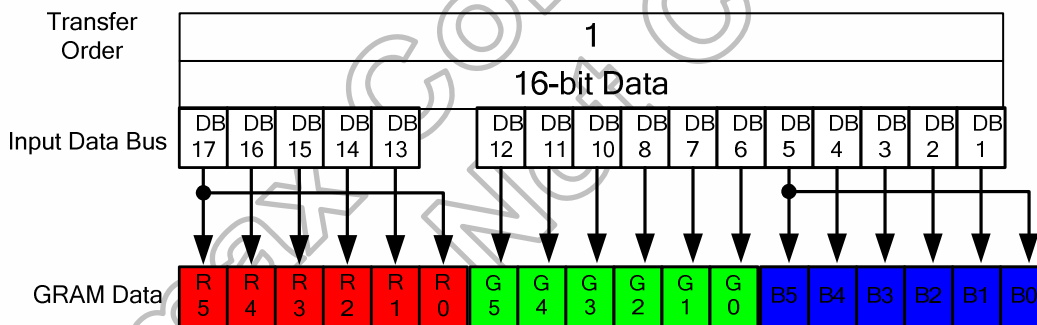 Transfer Order
1
16-bit Data
Input Data Bus
DB 17 DB 16 DB 15 DB 14 DB 13 DB 12 DB 11 DB 10 DB 8 DB 7 DB 6 DB 5 DB 4 DB 3 DB 2 DB 1
GRAM Data
R 5 R 4 R 3 R 2 R 1 R 0 G 5 G 4 G 3 G 2 G 1 G 0 B5 B4 B3 B2 B1 B0